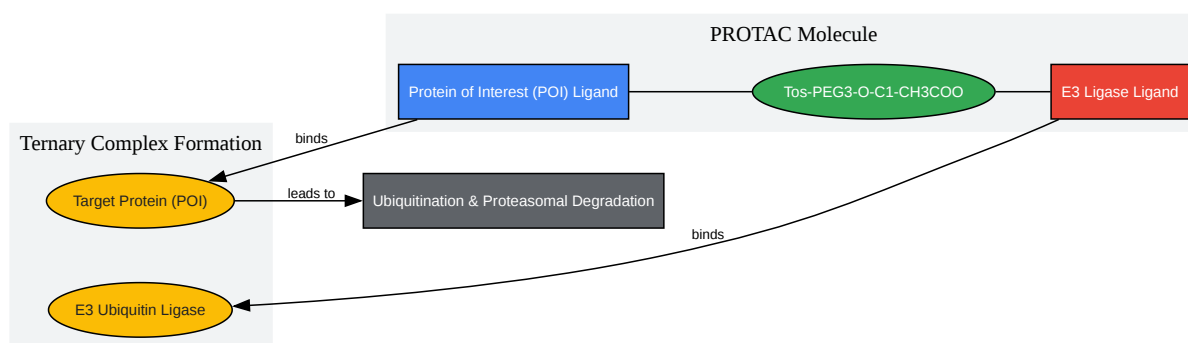 PROTAC Molecule
Protein of Interest (POI) Ligand
Tos-PEG3-O-C1-CH3COO
E3 Ligase Ligand
Ternary Complex Formation
binds
Target Protein (POI)
leads to
Ubiquitination & Proteasomal Degradation
binds
E3 Ubiquitin Ligase